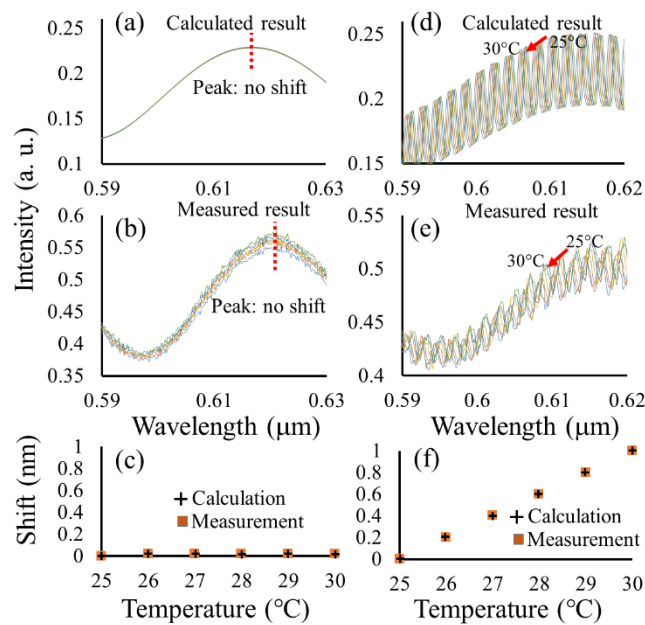 Intensity (a. u.)
(a) Calculated result
Peak: no shift
0.25
0.2
0.15
0.1
0.59 0.61 0.63
(d) Calculated result
30°C 25°C
0.25
0.2
0.15
0.59 0.6 0.61 0.62
(b) Measured result
Peak: no shift
0.6
0.55
0.5
0.45
0.4
0.35
0.59 0.61 0.63
Wavelength (μm)
(e) Measured result
25°C
30°C
0.55
0.5
0.45
0.4
0.59 0.6 0.61 0.62
Wavelength (μm)
Shift (nm)
(c)
1
0.8
0.6
0.4
0.2
0
Calculation
Measurement
25 26 27 28 29 30
Temperature (°C)
(f)
1
0.8
0.6
0.4
0.2
0
Calculation
Measurement
25 26 27 28 29 30
Temperature (°C)